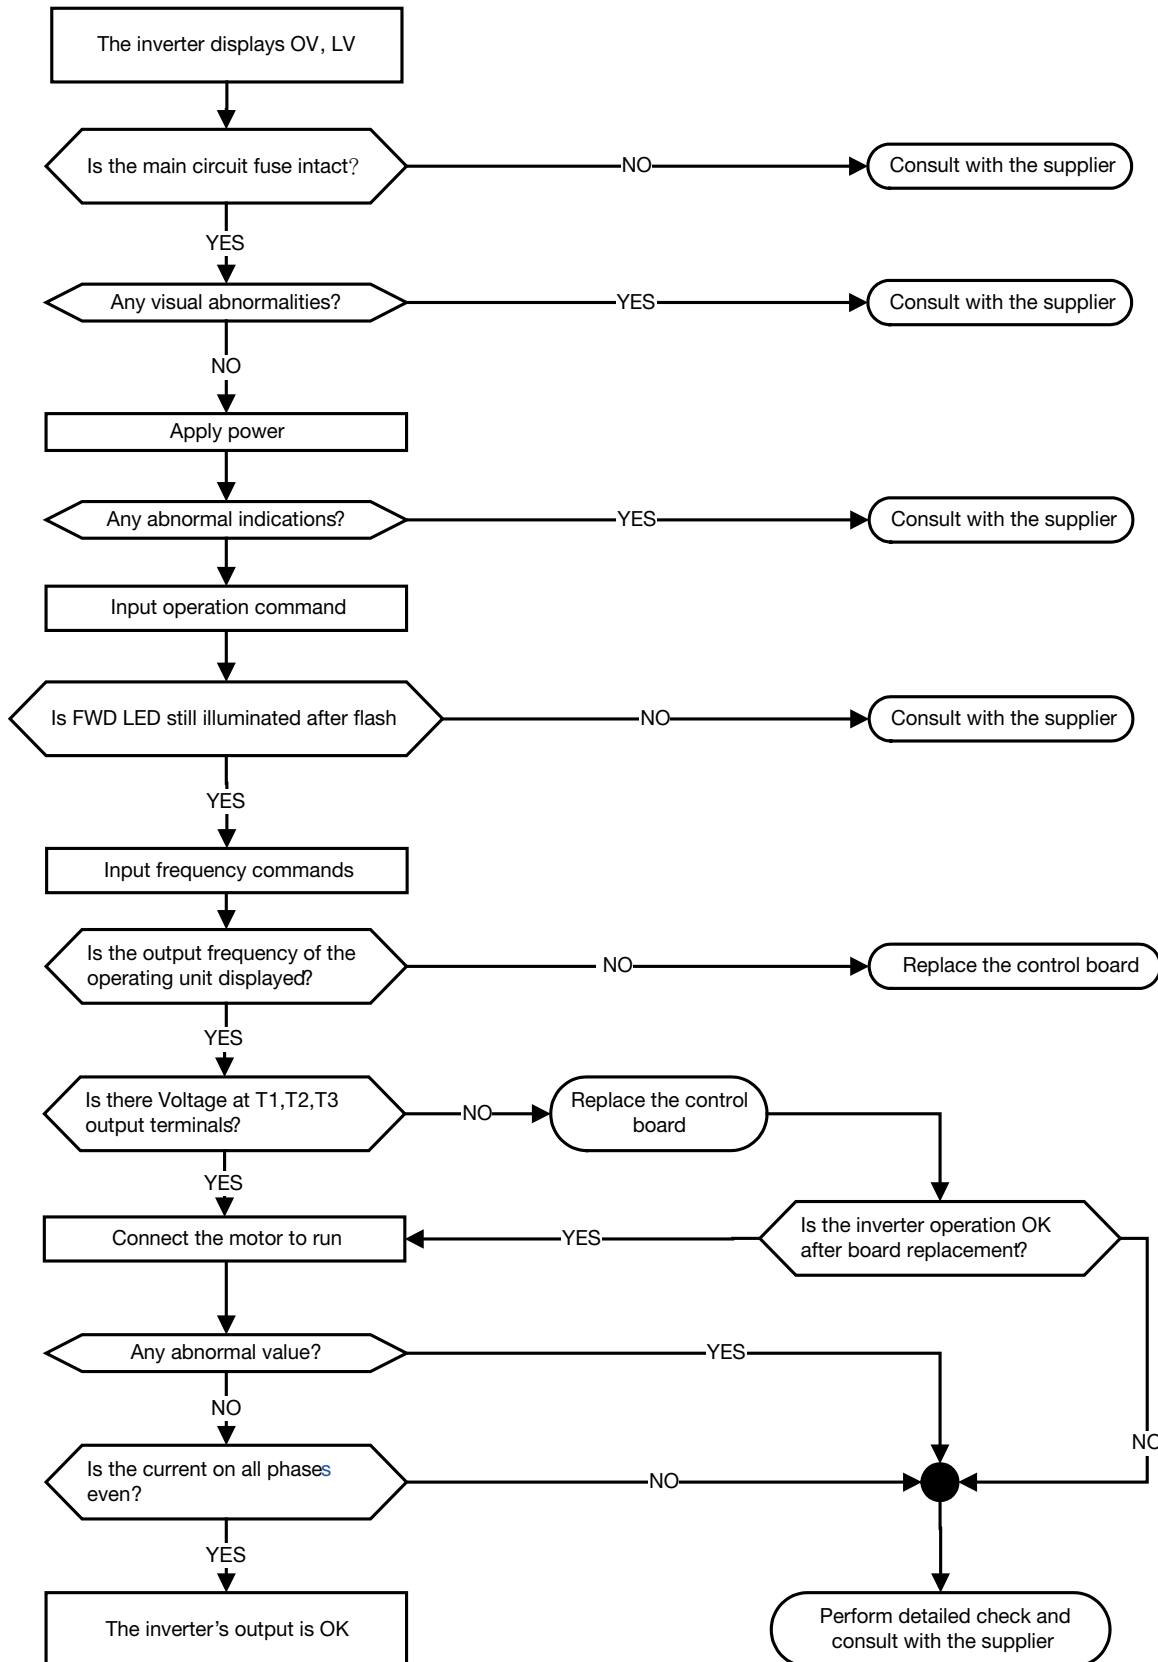 The inverter displays OV, LV
Is the main circuit fuse intact?
NO
Consult with the supplier
YES
Any visual abnormalities?
YES
Consult with the supplier
NO
Apply power
Any abnormal indications?
YES
Consult with the supplier
Input operation command
Is FWD LED still illuminated after flash
NO
Consult with the supplier
YES
Input frequency commands
Is the output frequency of the
operating unit displayed?
NO
Replace the control board
YES
Is there Voltage at T1,T2,T3
output terminals?
NO
Replace the control
board
YES
Connect the motor to run
YES
Is the inverter operation OK
after board replacement?
Any abnormal value?
YES
NO
NO
Is the current on all phases
even?
NO
YES
The inverter's output is OK
Perform detailed check and
consult with the supplier